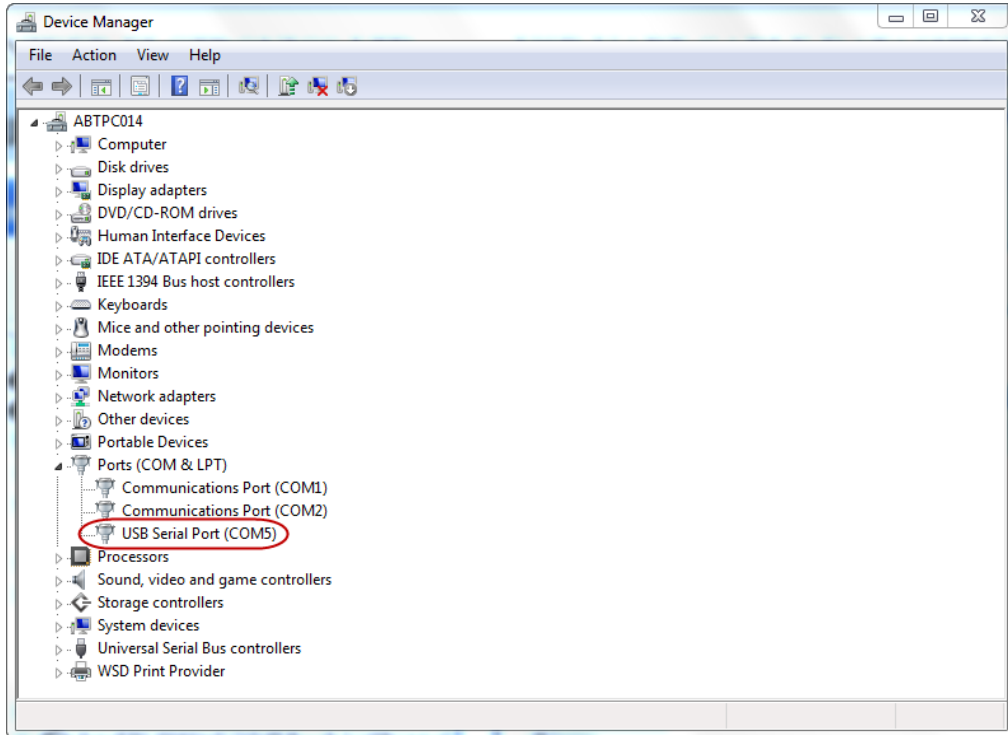 Device Manager
File Action View Help
ABTPC014
Computer
Disk drives
Display adapters
DVD/CD-ROM drives
Human Interface Devices
IDE ATA/ATAPI controllers
IEEE 1394 Bus host controllers
Keyboards
Mice and other pointing devices
Modems
Monitors
Network adapters
Other devices
Portable Devices
Ports (COM & LPT)
Communications Port (COM1)
Communications Port (COM2)
USB Serial Port (COM5)
Processors
Sound, video and game controllers
Storage controllers
System devices
Universal Serial Bus controllers
WSD Print Provider